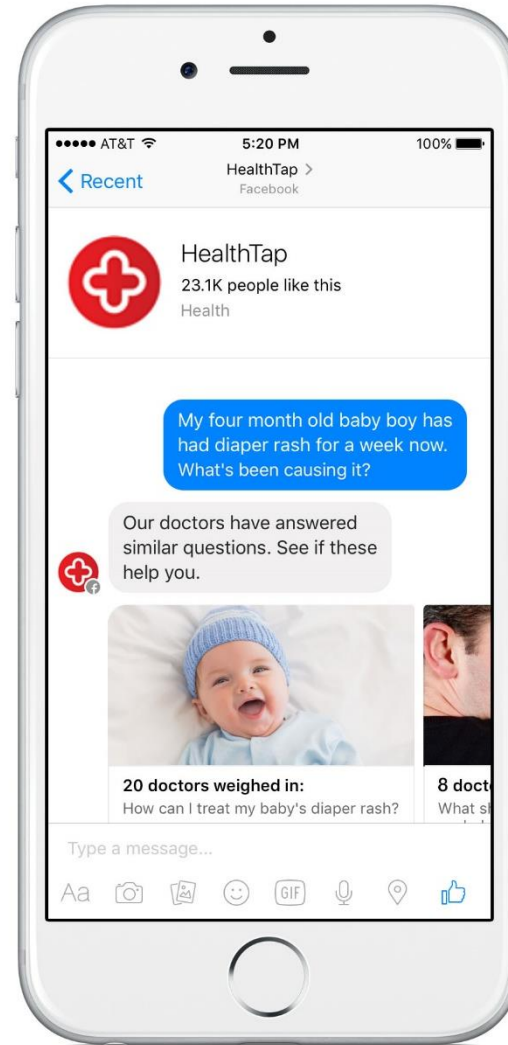 AT&T 5:20 PM 100%
Recent HealthTap >
Facebook
HealthTap
23.1K people like this
Health
My four month old baby boy has
had diaper rash for a week now.
What's been causing it?
Our doctors have answered
similar questions. See if these
help you.
20 doctors weighed in:
How can I treat my baby's diaper rash?
8 doct
What sh
Type a message...
Aa GIF